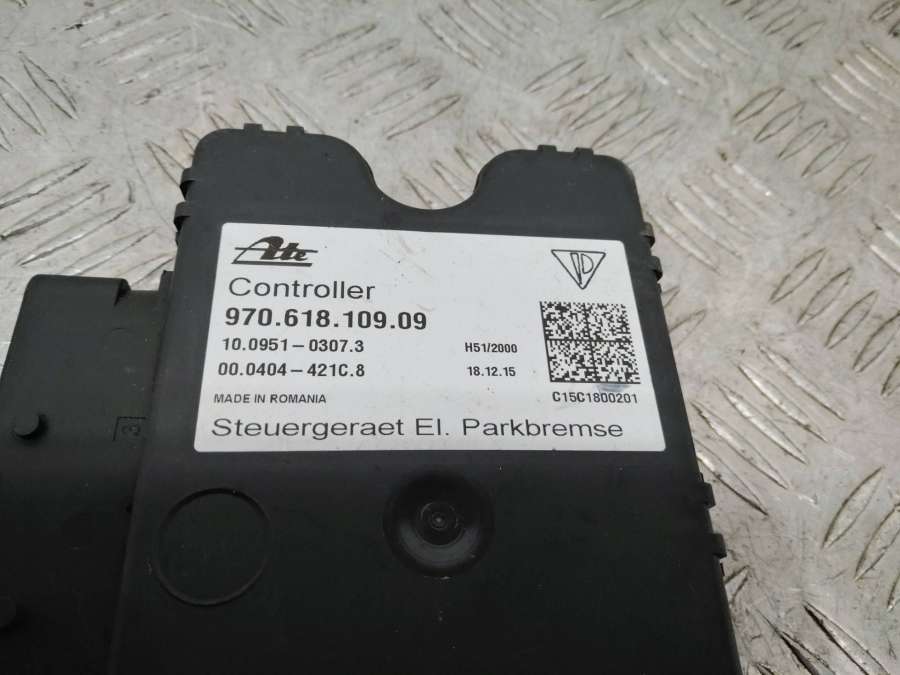 Ate
Controller
970.618.109.09
10.0951-0307.3 H51/2000
00.0404-421C.8 18.12.15
MADE IN ROMANIA C15C1800201
Steuergeraet El. Parkbremse
3